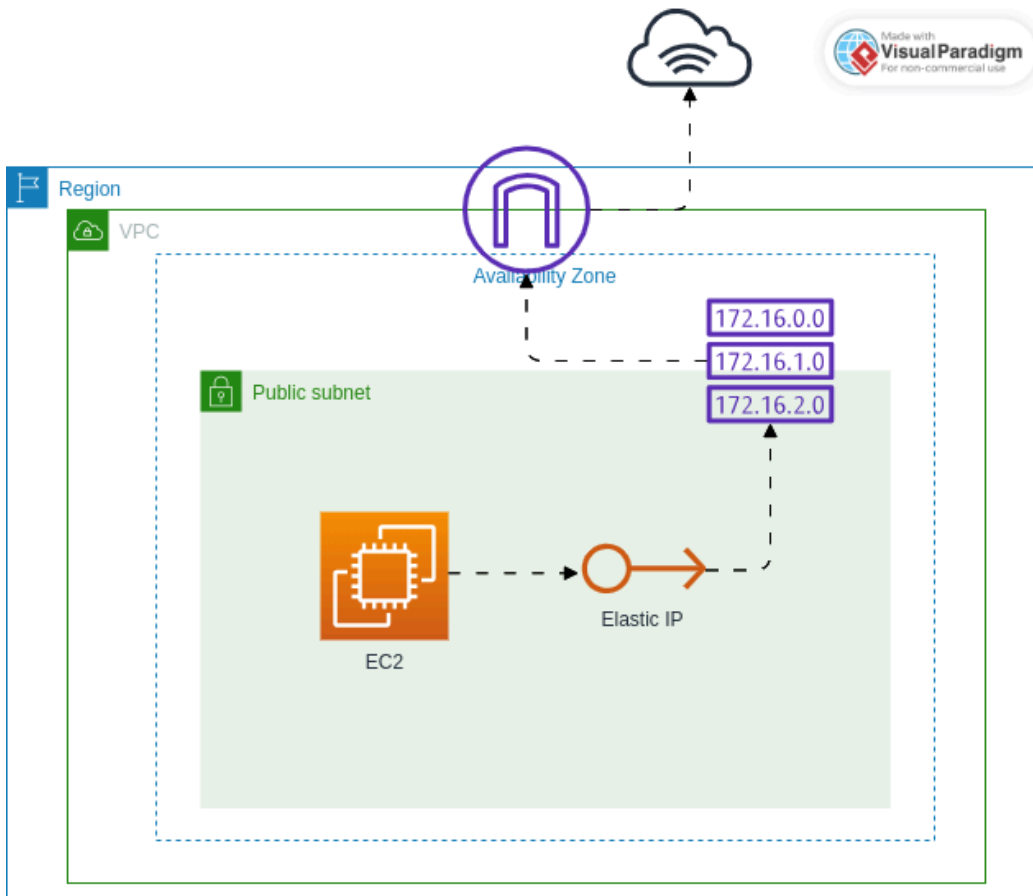 Made with
Visual Paradigm
For non-commercial use
Region
VPC
Availability Zone
172.16.0.0
172.16.1.0
172.16.2.0
Public subnet
Elastic IP
EC2